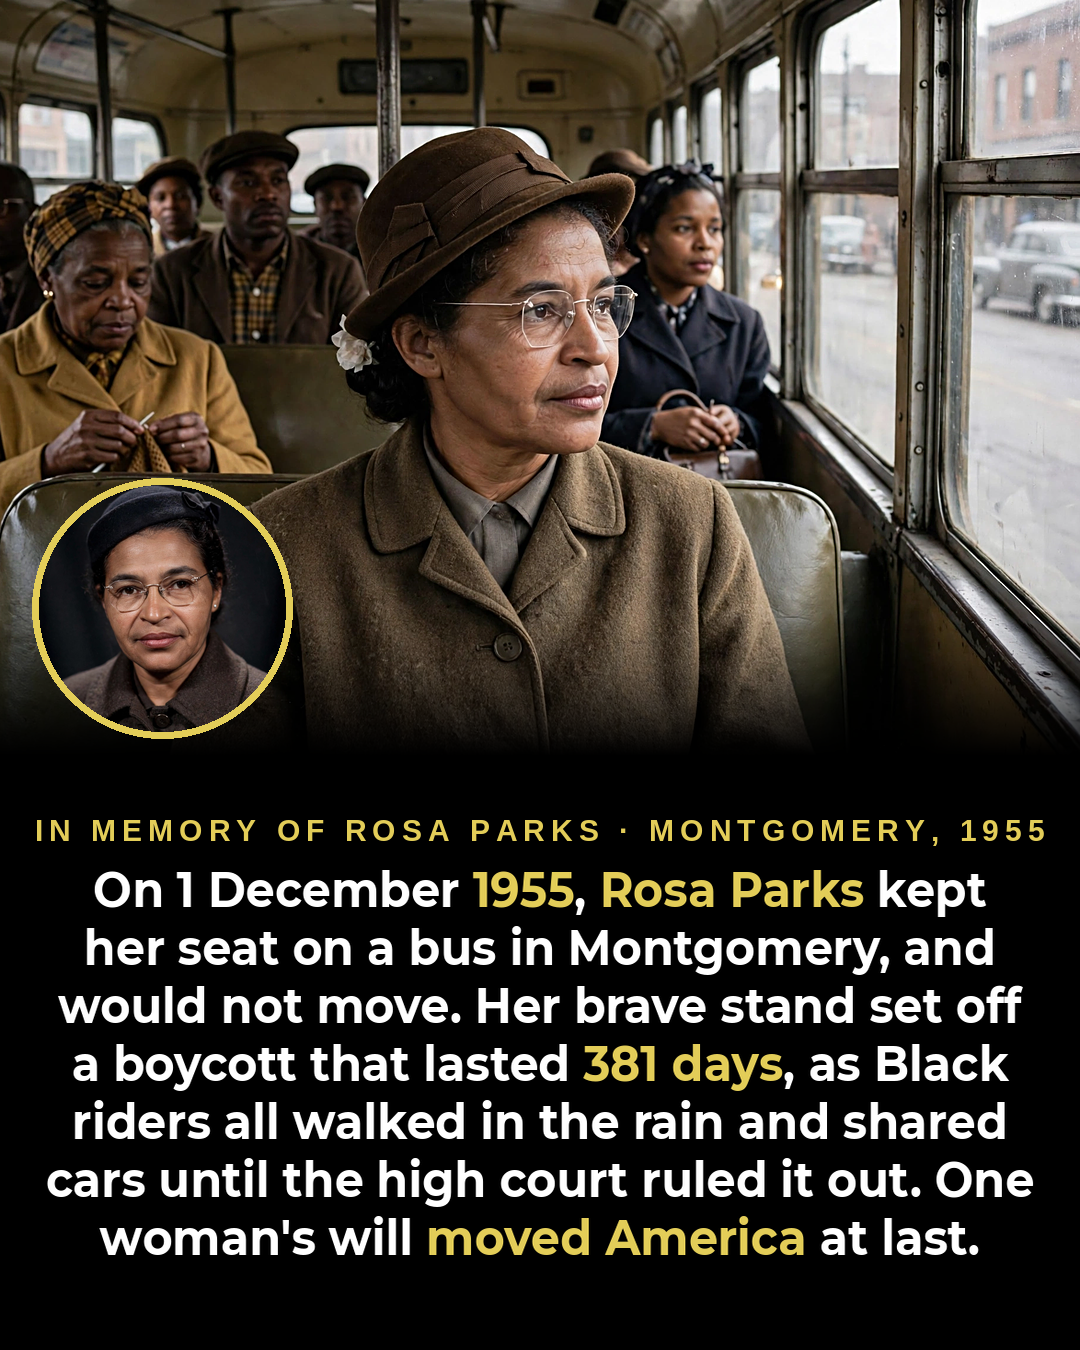 IN MEMORY OF ROSA PARKS · MONTGOMERY, 1955
On 1 December 1955, Rosa Parks kept
her seat on a bus in Montgomery, and
would not move. Her brave stand set off
a boycott that lasted 381 days, as Black
riders all walked in the rain and shared
cars until the high court ruled it out. One
woman's will moved America at last.